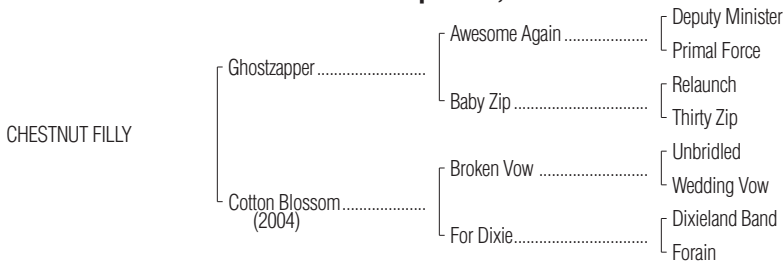 Deputy Minister
Awesome Again ....................
Primal Force
Ghostzapper..........................
Relaunch
Baby Zip ................................
Thirty Zip
CHESTNUT FILLY
Unbridled
Broken Vow ..........................
Wedding Vow
Cotton Blossom....................
(2004)
Dixieland Band
For Dixie................................
Forain